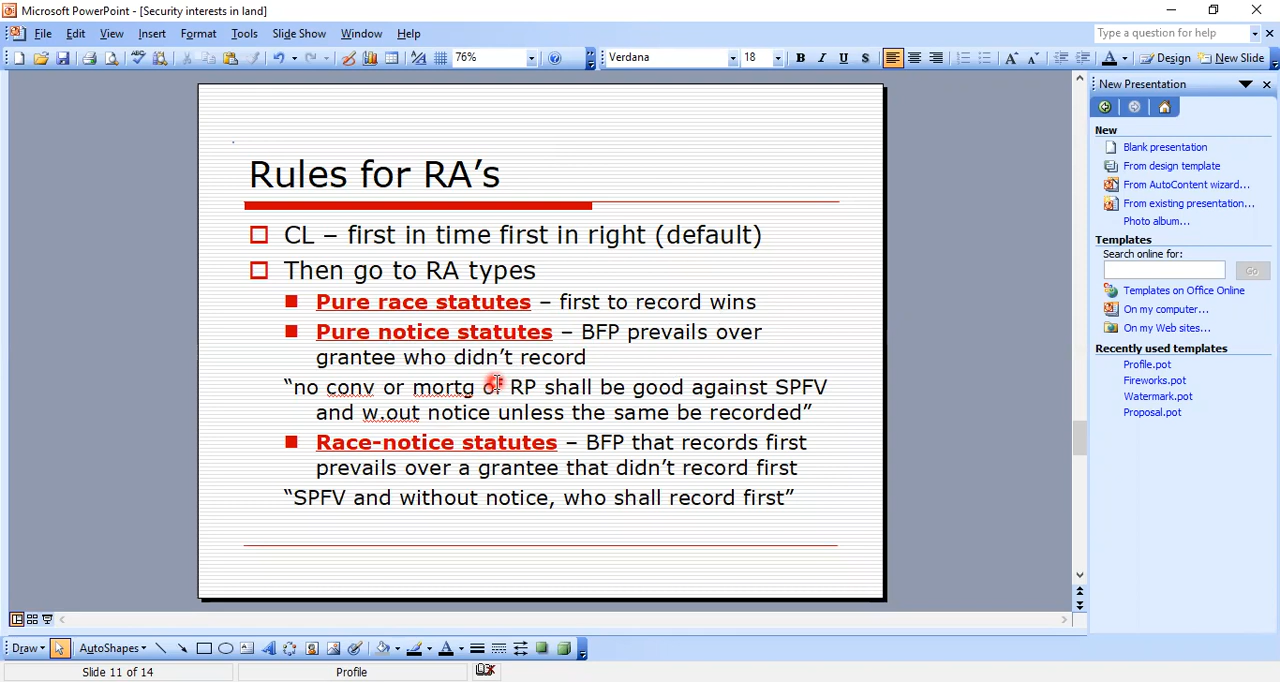 Microsoft PowerPoint - [Security interests in land]
File Edit View Insert Format Tools Slide Show Window Help
Type a question for help
76%
Verdana
18
B I U S
A
Design
New Slide
New Presentation
New
Blank presentation
From design template
From AutoContent wizard...
From existing presentation...
Photo album...
Templates
Search online for:
Go
Templates on Office Online
On my computer...
On my Web sites...
Recently used templates
Profile.pot
Fireworks.pot
Watermark.pot
Proposal.pot
Rules for RA’s
CL – first in time first in right (default)
Then go to RA types
Pure race statutes – first to record wins
Pure notice statutes – BFP prevails over
grantee who didn’t record
“no conv or mortg of RP shall be good against SPFV
and w.out notice unless the same be recorded”
Race-notice statutes – BFP that records first
prevails over a grantee that didn’t record first
“SPFV and without notice, who shall record first”
Draw AutoShapes
A
Slide 11 of 14
Profile